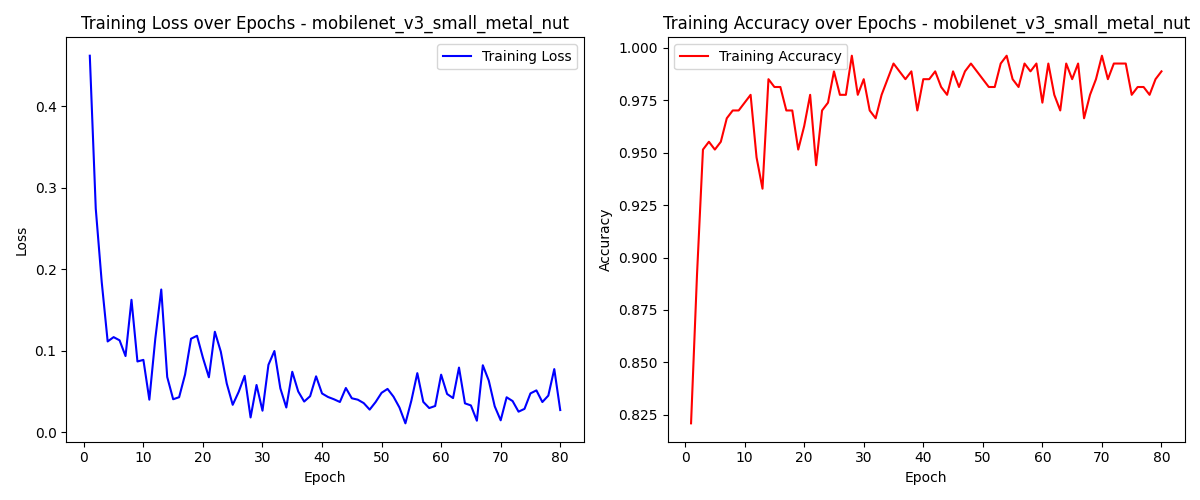 Training Loss over Epochs - mobilenet_v3_small_metal_nut
Training Loss
Loss
0.4
0.3
0.2
0.1
0.0
0 10 20 30 40 50 60 70 80
Epoch
Training Accuracy over Epochs - mobilenet_v3_small_metal_nut
Training Accuracy
Accuracy
1.000
0.975
0.950
0.925
0.900
0.875
0.850
0.825
0 10 20 30 40 50 60 70 80
Epoch